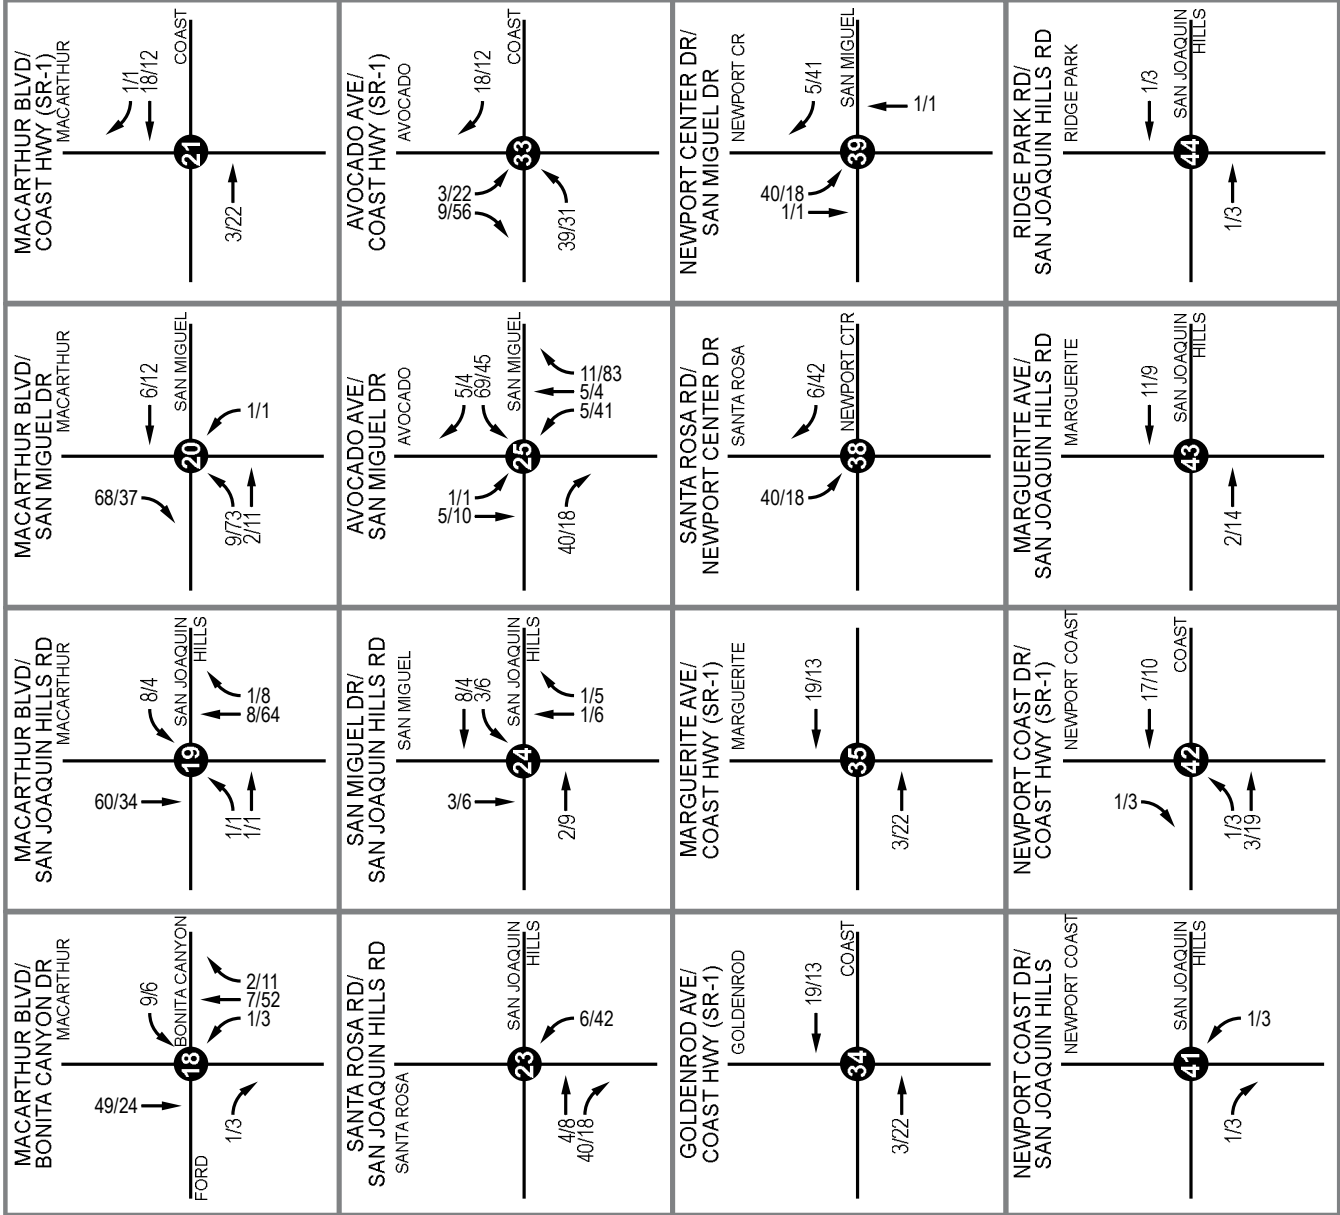 MACARTHUR BLVD/
COAST HWY (SR-1)
MACARTHUR
COAST
1/1
18/12
21
3/22
AVOCADO AVE/
COAST HWY (SR-1)
AVOCADO
COAST
18/12
33
3/22
9/56
39/31
NEWPORT CENTER DR/
SAN MIGUEL DR
NEWPORT CR
SAN MIGUEL
5/41
1/1
39
40/18
1/1
RIDGE PARK RD/
SAN JOAQUIN HILLS RD
RIDGE PARK
SAN JOAQUIN
HILLS
1/3
44
1/3
MACARTHUR BLVD/
SAN MIGUEL DR
MACARTHUR
SAN MIGUEL
6/12
1/1
20
68/37
9/73
2/11
AVOCADO AVE/
SAN MIGUEL DR
AVOCADO
SAN MIGUEL
5/4
69/45
11/83
5/4
5/41
25
1/1
5/10
40/18
SANTA ROSA RD/
NEWPORT CENTER DR
SANTA ROSA
NEWPORT CTR
6/42
38
40/18
MARGUERITE AVE/
SAN JOAQUIN HILLS RD
MARGUERITE
SAN JOAQUIN
HILLS
11/9
43
2/14
MACARTHUR BLVD/
SAN JOAQUIN HILLS RD
MACARTHUR
SAN JOAQUIN
HILLS
8/4
1/8
8/64
19
60/34
1/1
1/1
SAN MIGUEL DR/
SAN JOAQUIN HILLS RD
SAN MIGUEL
SAN JOAQUIN
HILLS
8/4
3/6
1/5
1/6
24
3/6
2/9
MARGUERITE AVE/
COAST HWY (SR-1)
MARGUERITE
19/13
35
3/22
NEWPORT COAST DR/
COAST HWY (SR-1)
NEWPORT COAST
COAST
17/10
42
1/3
1/3
3/19
MACARTHUR BLVD/
BONITA CANYON DR
MACARTHUR
BONITA CANYON
9/6
2/11
7/52
1/3
18
49/24
1/3
FORD
SANTA ROSA RD/
SAN JOAQUIN HILLS RD
SANTA ROSA
SAN JOAQUIN
HILLS
6/42
23
4/8
40/18
GOLDENROD AVE/
COAST HWY (SR-1)
GOLDENROD
COAST
19/13
34
3/22
NEWPORT COAST DR/
SAN JOAQUIN HILLS
NEWPORT COAST
SAN JOAQUIN
HILLS
1/3
41
1/3